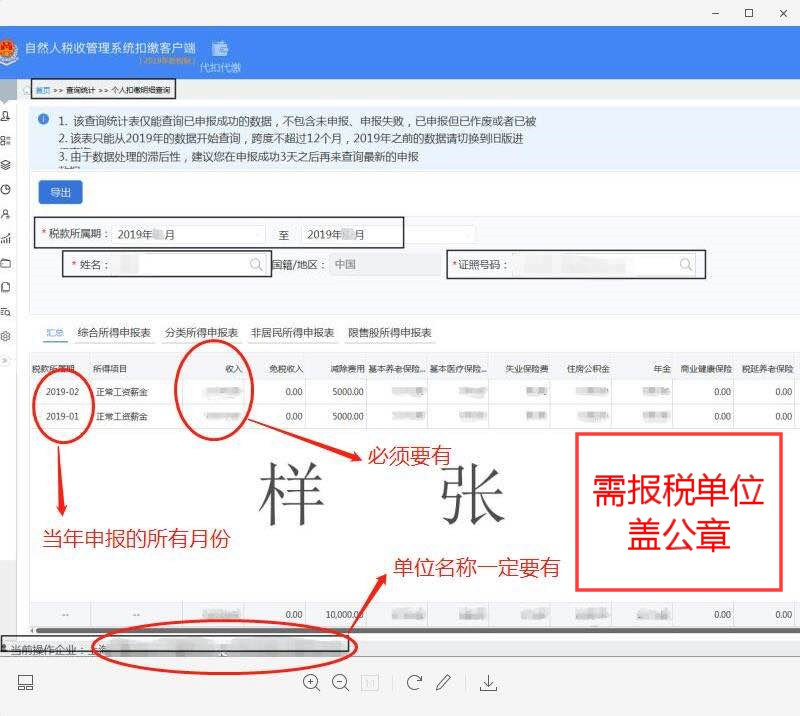 自然人税收管理系统扣缴客户端
代扣代缴
首页 >> 查询统计 >> 个人扣缴明细查询
1. 该查询统计表仅能查询已申报成功的数据，不包含未申报、申报失败，已申报但已作废或者已被
2. 该表只能从2019年的数据开始查询，跨度不超过12个月，2019年之前的数据请切换到旧版进
3. 由于数据处理的滞后性，建议您在申报成功3天之后再来查询最新的申报
导出
* 税款所属期： 2019年 月 至 2019年 月
* 姓名： 国籍/地区： 中国 * 证照号码：
汇总 综合所得申报表 分类所得申报表 非居民所得申报表 限售股所得申报表
税款所属期 所得项目 收入 免税收入 减除费用 基本养老保险... 基本医疗保险... 失业保险费 住房公积金 年金 商业健康保险 税延养老保险
2019-02 正常工资薪金 0.00 5000.00 0.00 0.00
2019-01 正常工资薪金 0.00 5000.00 0.00 0.00
必须要有
样 张
需报税单位
盖公章
当年申报的所有月份
单位名称一定要有
-- -- 0.00 10,000.00 0.00 0.00
当前操作企业：上海
1:1